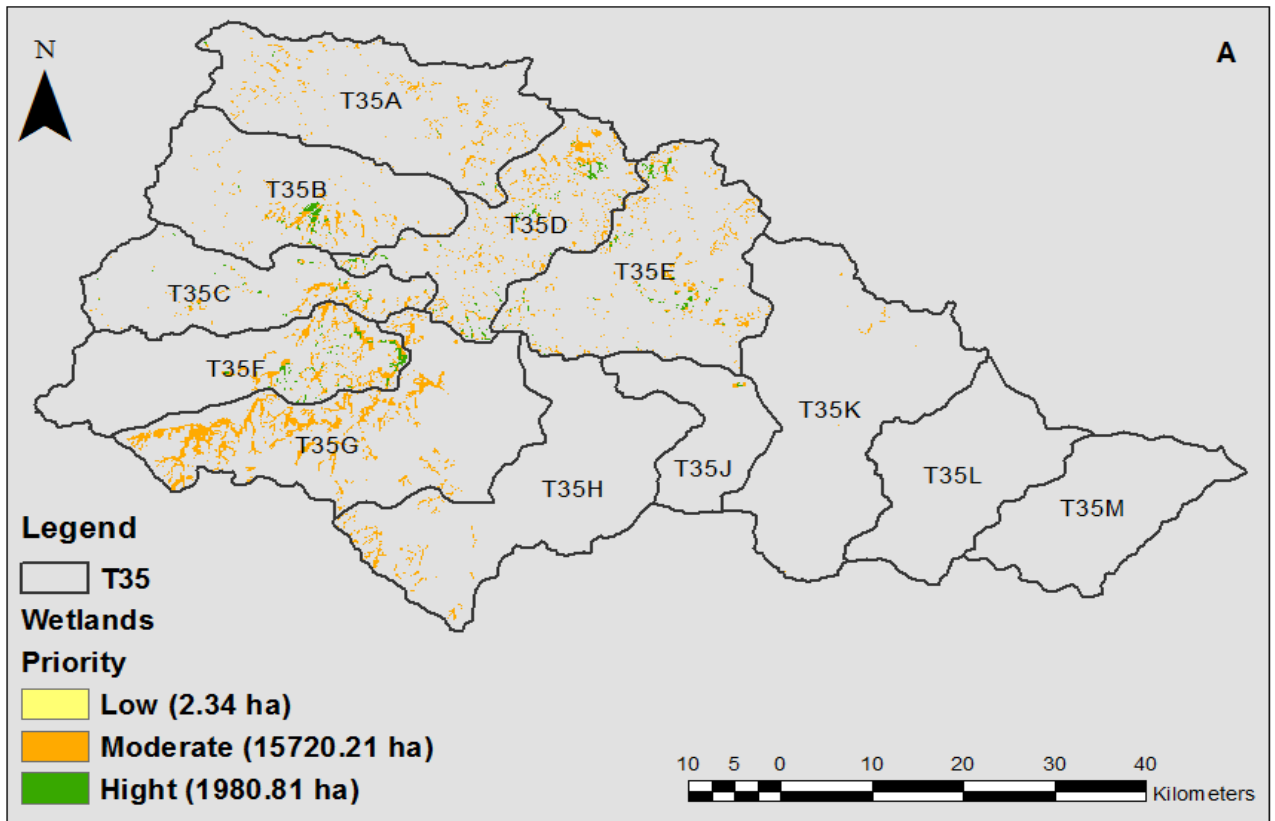 A
N
T35A
T35B
T35D
T35E
T35C
T35F
T35K
T35G
T35J
T35L
T35H
T35M
Legend
T35
Wetlands
Priority
Low (2.34 ha)
Moderate (15720.21 ha)
Hight (1980.81 ha)
10 5 0 10 20 30 40
Kilometers